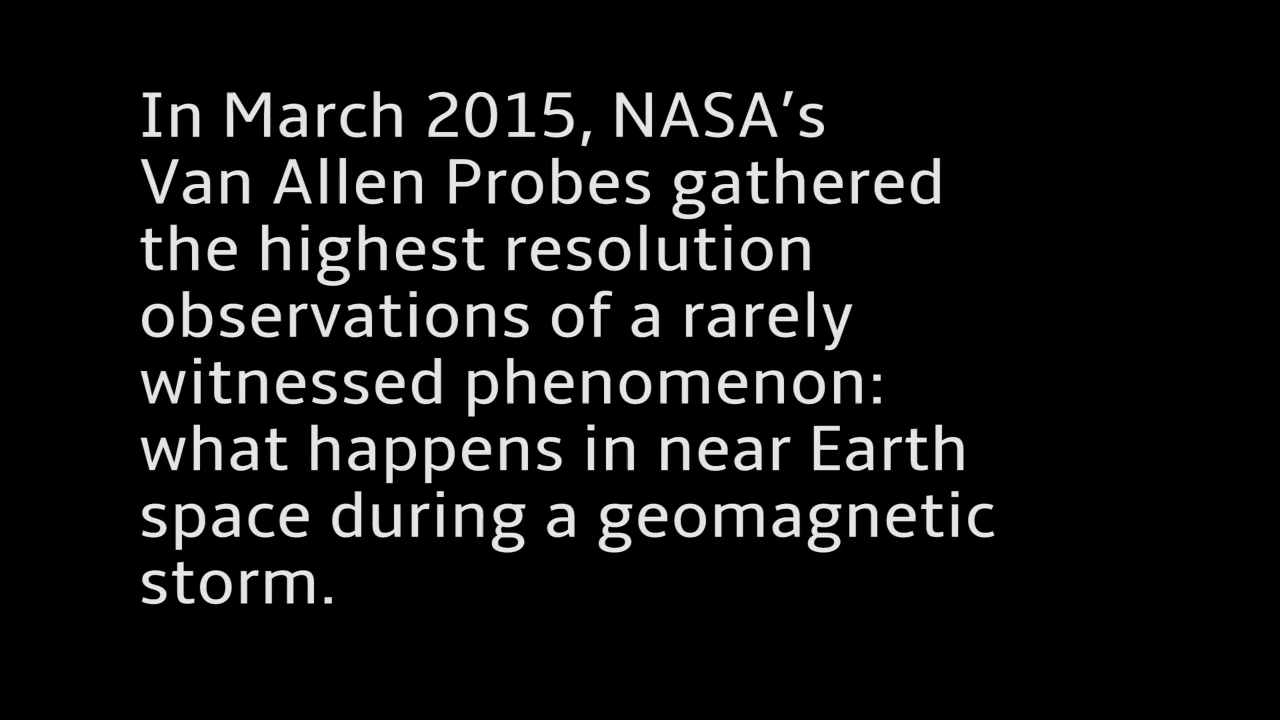 In March 2015, NASA’s
Van Allen Probes gathered
the highest resolution
observations of a rarely
witnessed phenomenon:
what happens in near Earth
space during a geomagnetic
storm.